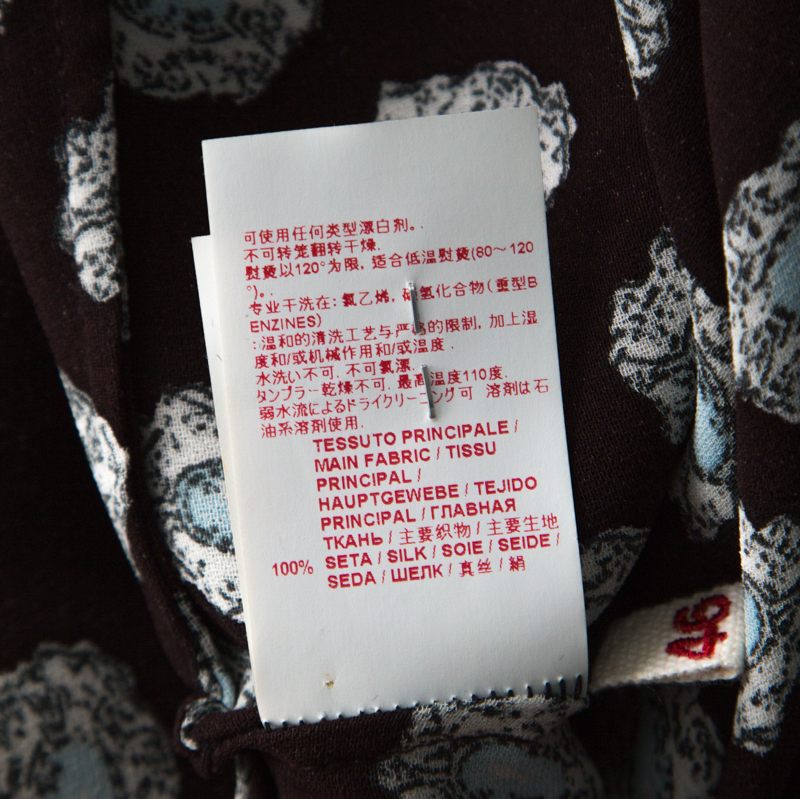 可使用任何类型漂白剂。.
不可转笼翻转干燥.
熨烫以120°为限, 适合低温熨烫(80～120
°)。.
专业干洗在: 氯乙烯, 氢化合物 (重型B
ENZINES)
:温和的清洗工艺与严格的限制, 加上湿
度和/或机械作用和/或温度 .
水洗い不可. 不可氯漂.
タンブラー乾燥不可. 最高温度110度.
弱水流によるドライクリーニング可 溶剤は石
油系溶剤使用.
TESSUTO PRINCIPALE /
MAIN FABRIC / TISSU
PRINCIPAL /
HAUPTGEWEBE / TEJIDO
PRINCIPAL / ГЛАВНАЯ
ТКАНЬ / 主要织物 / 主要生地
100% SETA / SILK / SOIE / SEIDE /
SEDA / ШЕЛК / 真丝 / 絹
46